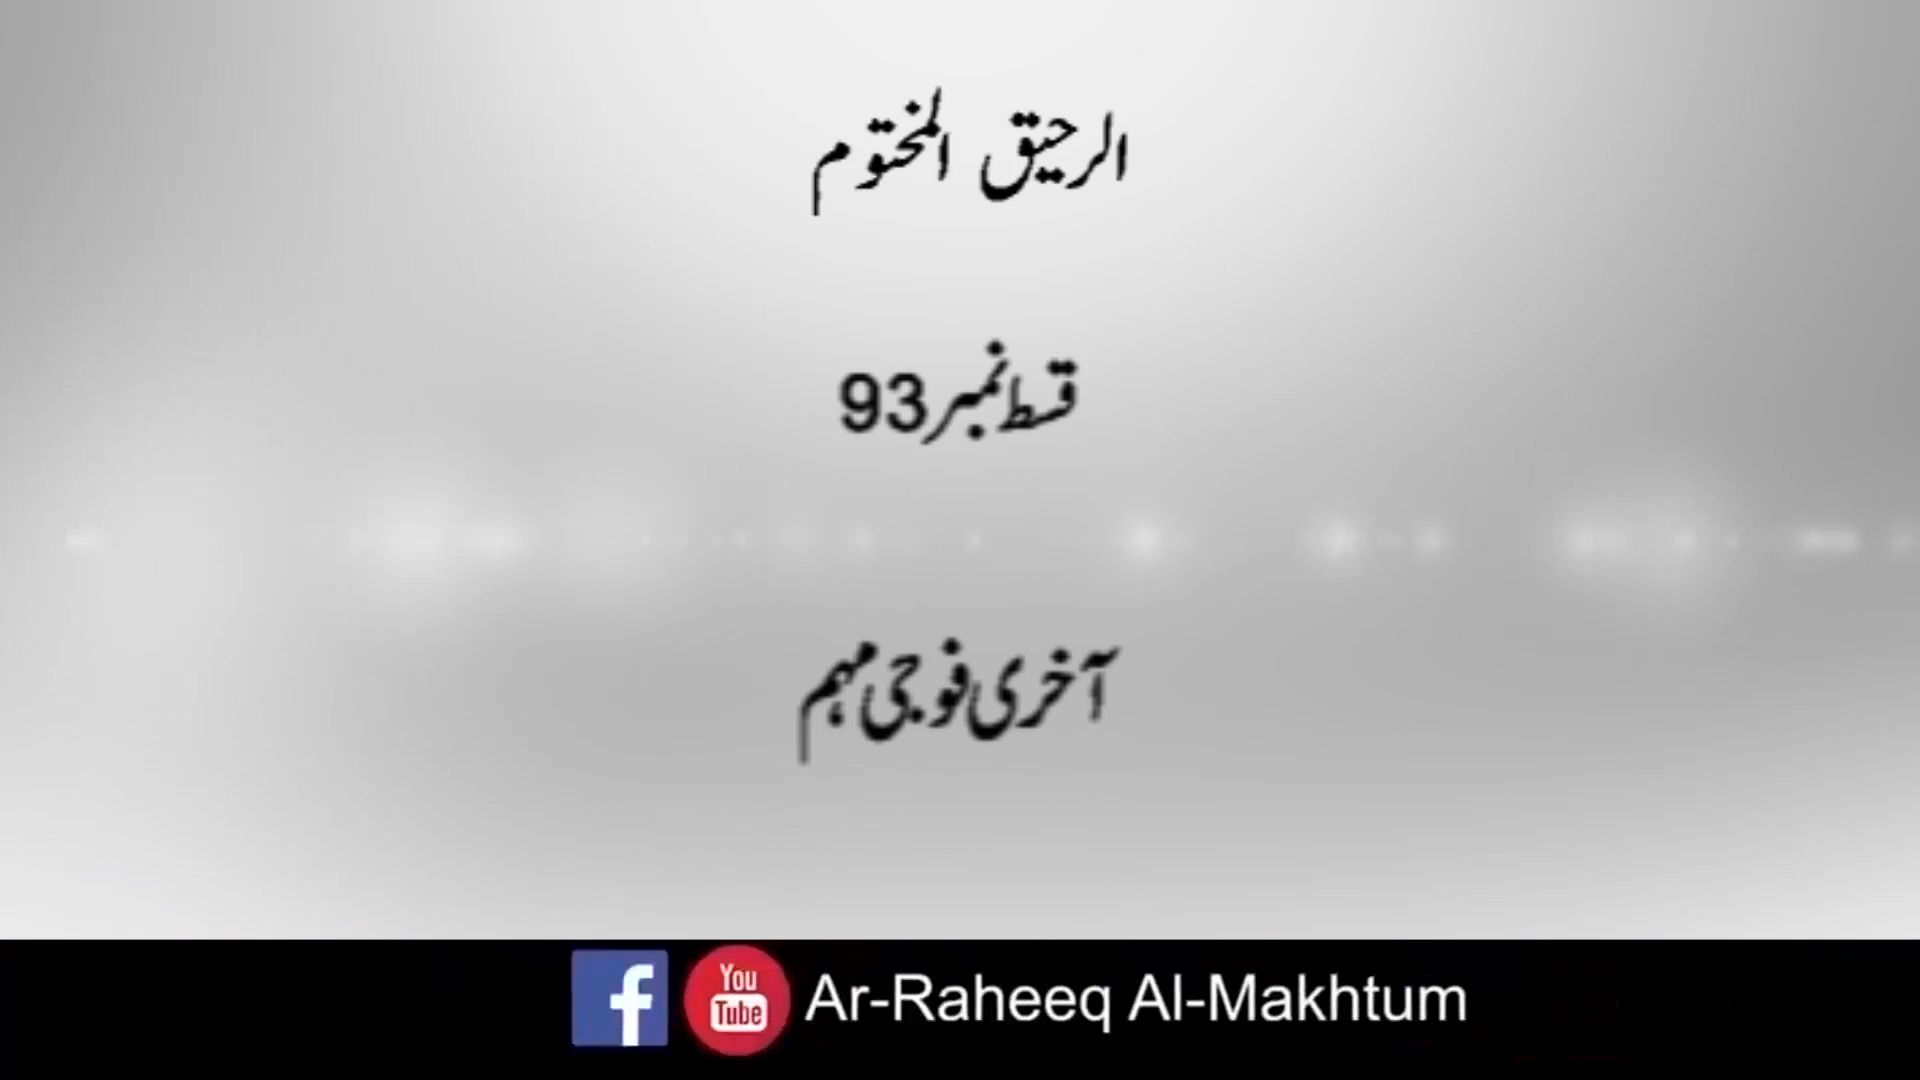 الرحیق المختوم
قسط نمبر 93
آخری فوجی مہم
f You Tube Ar-Raheeq Al-Makhtum